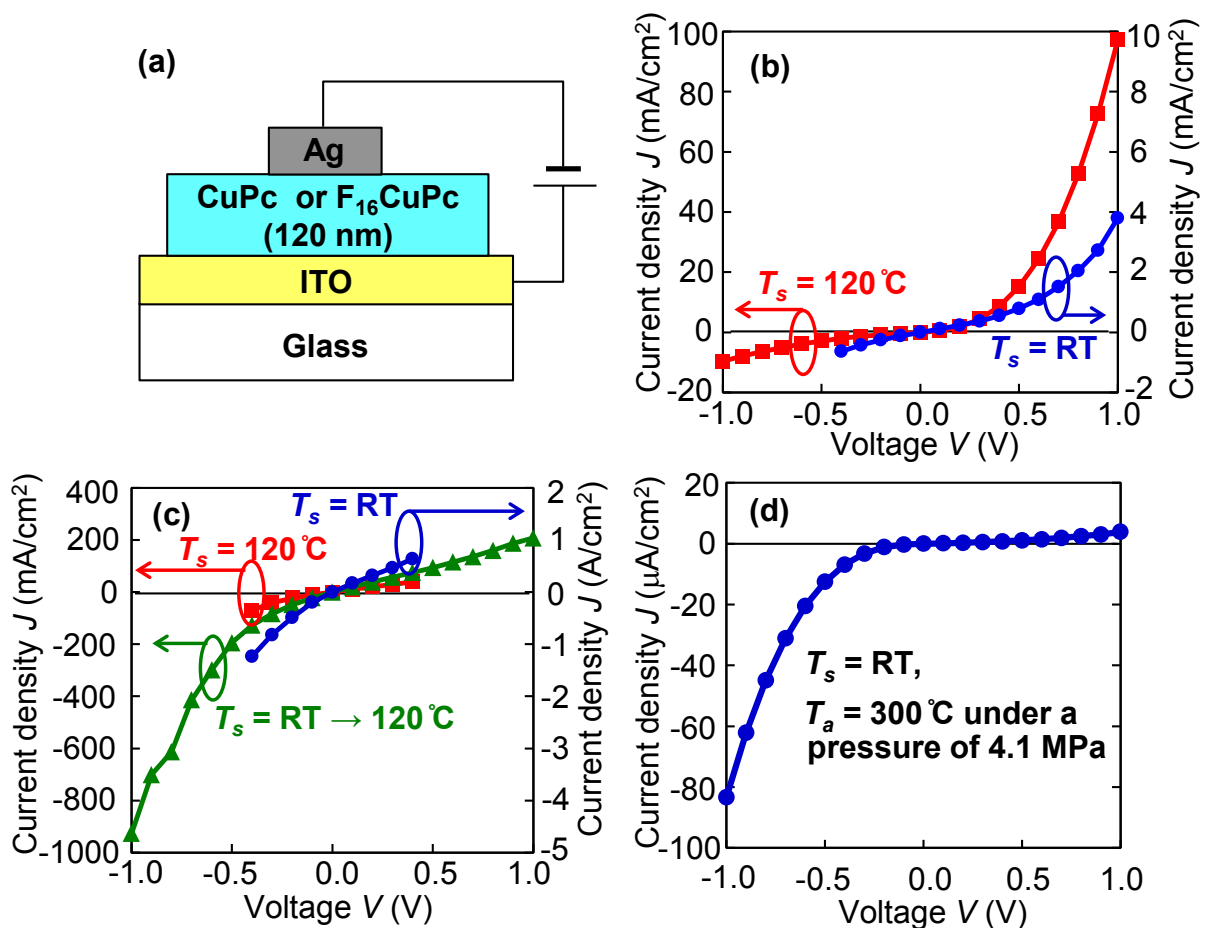 (a)
Ag
CuPc or F₁₆CuPc
(120 nm)
ITO
Glass
(b)
Current density J (mA/cm²)
100
80
60
40
20
0
-20
10
8
6
4
2
0
-2
Current density J (mA/cm²)
Tₛ = 120℃
Tₛ = RT
-1.0
-0.5
0.0
0.5
1.0
Voltage V (V)
(c)
Current density J (mA/cm²)
400
200
0
-200
-400
-600
-800
-1000
2
1
0
-1
-2
-3
-4
-5
Current density J (A/cm²)
Tₛ = RT
Tₛ = 120℃
Tₛ = RT → 120℃
-1.0
-0.5
0.0
0.5
1.0
Voltage V (V)
(d)
Current density J (μA/cm²)
20
0
-20
-40
-60
-80
-100
Tₛ = RT,
Tₐ = 300℃ under a
pressure of 4.1 MPa
-1.0
-0.5
0.0
0.5
1.0
Voltage V (V)